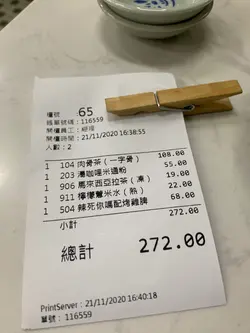 檯號 65
帳單號碼：116559
開檯員工：經理
開檯時間：21/11/2020 16:38:55
人數：2
1 104 肉骨茶（一字骨） 108.00
1 203 湯咖喱米通粉 55.00
1 906 馬來西亞拉茶（凍） 19.00
1 911 檸檬薏米水（熱） 22.00
1 504 辣死你嗎配烤雞髀 68.00
小計 272.00
總計 272.00
PrintServer：21/11/2020 16:40:18
單號：116559